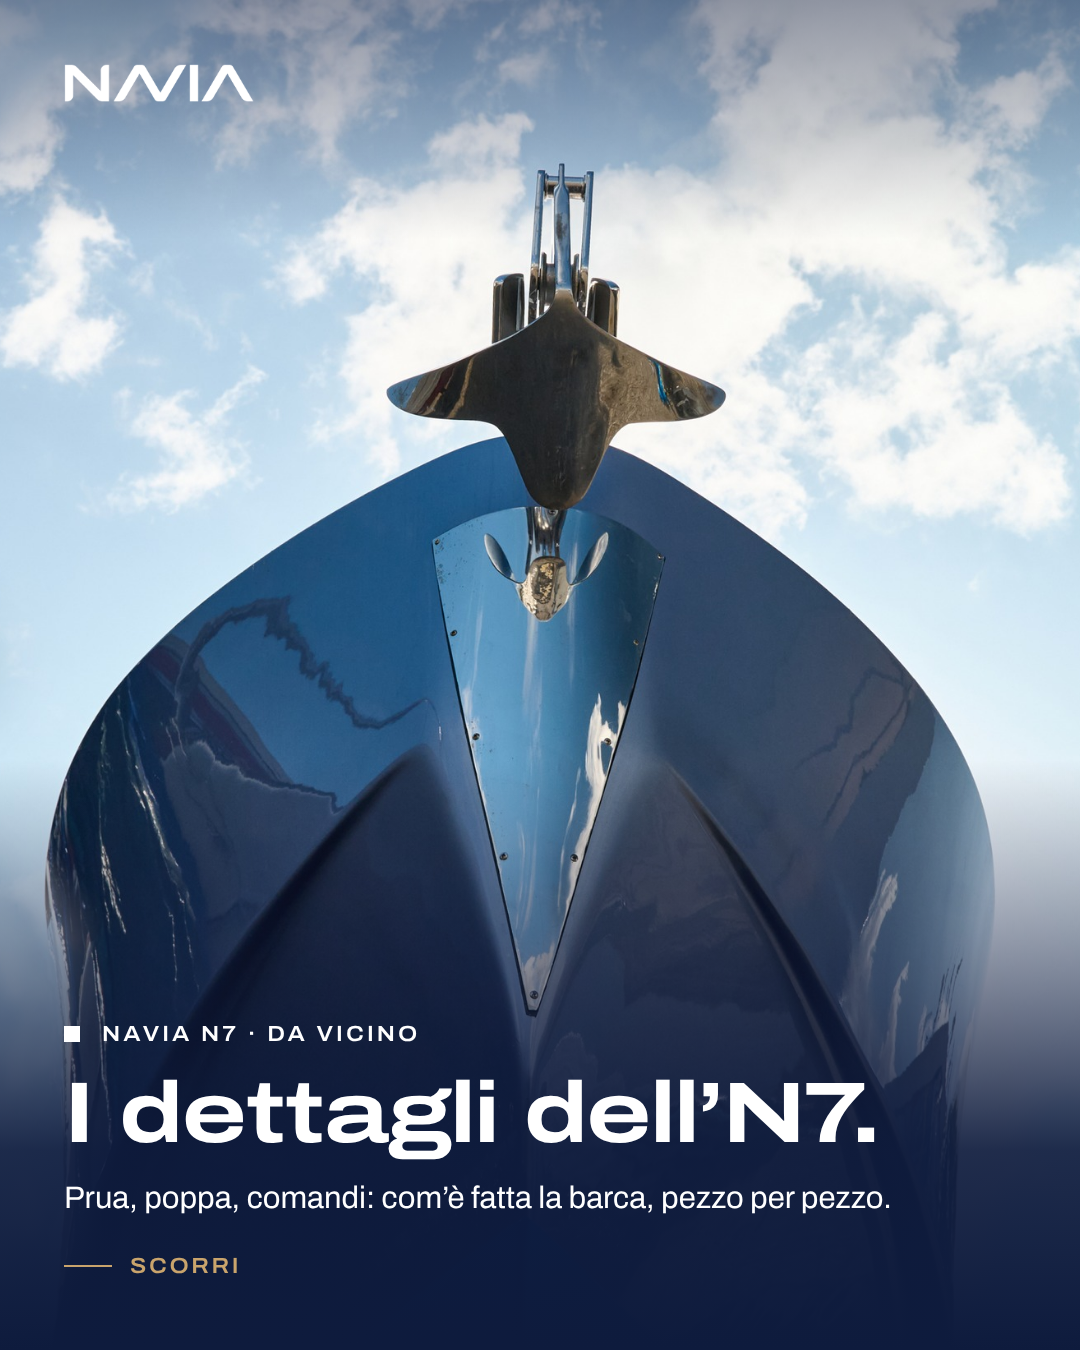 NAVIA
NAVIA N7 · DA VICINO
I dettagli dell’N7.
Prua, poppa, comandi: com’è fatta la barca, pezzo per pezzo.
SCORRI